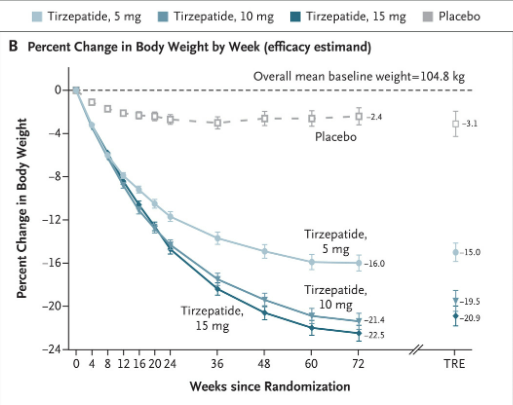 Tirzepatide, 5 mg Tirzepatide, 10 mg Tirzepatide, 15 mg Placebo
B Percent Change in Body Weight by Week (efficacy estimand)
Overall mean baseline weight=104.8 kg
Percent Change in Body Weight
0
−4
−8
−12
−16
−20
−24
−2.4
Placebo
−3.1
Tirzepatide,
5 mg
−16.0
−15.0
Tirzepatide,
10 mg
−21.4
−19.5
Tirzepatide,
15 mg
−22.5
−20.9
0 4 8 12 16 20 24 36 48 60 72 TRE
Weeks since Randomization